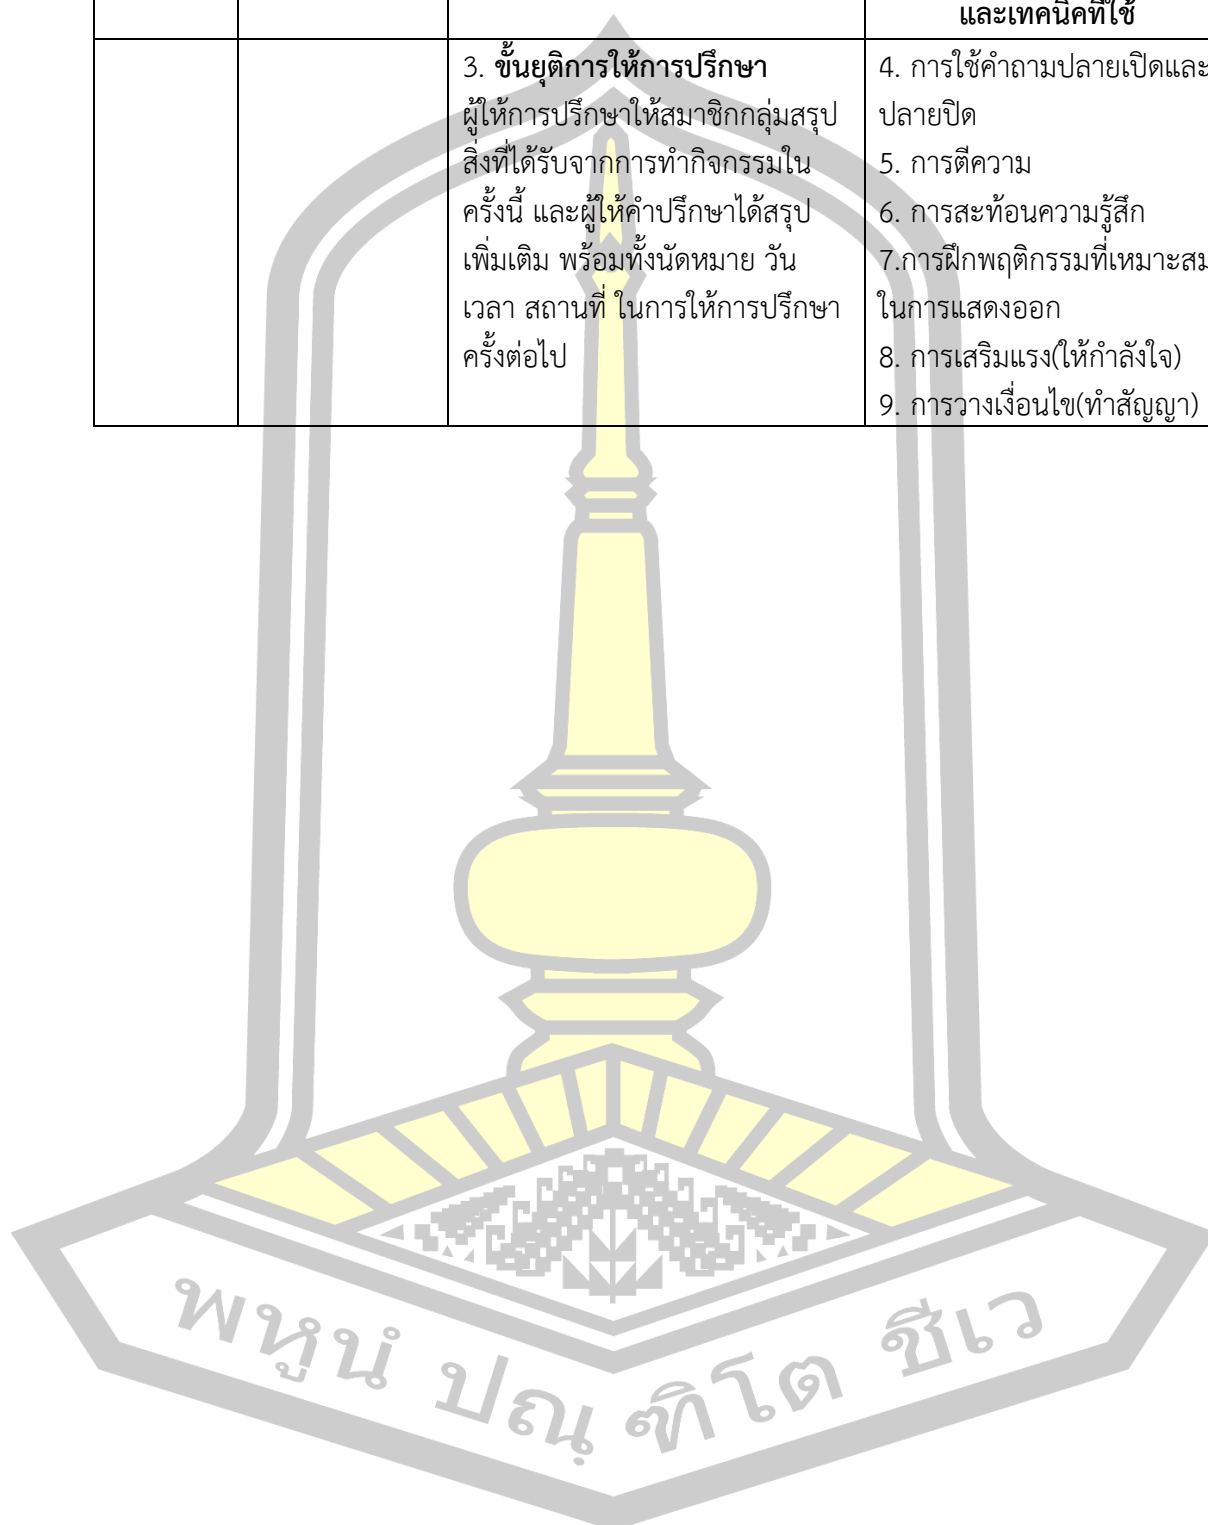 และเทคนิคที่ใช้
3. ขั้นยุติการให้การปรึกษา
ผู้ให้การปรึกษาให้สมาชิกกลุ่มสรุป
สิ่งที่ได้รับจากการทำกิจกรรมใน
ครั้งนี้ และผู้ให้คำปรึกษาได้สรุป
เพิ่มเติม พร้อมทั้งนัดหมาย วัน
เวลา สถานที่ ในการให้การปรึกษา
ครั้งต่อไป
4. การใช้คำถามปลายเปิดและ
ปลายปิด
5. การตีความ
6. การสะท้อนความรู้สึก
7.การฝึกพฤติกรรมที่เหมาะสม
ในการแสดงออก
8. การเสริมแรง(ให้กำลังใจ)
9. การวางเงื่อนไข(ทำสัญญา)
พหูนํ ปณฺฑิโต ชีเว